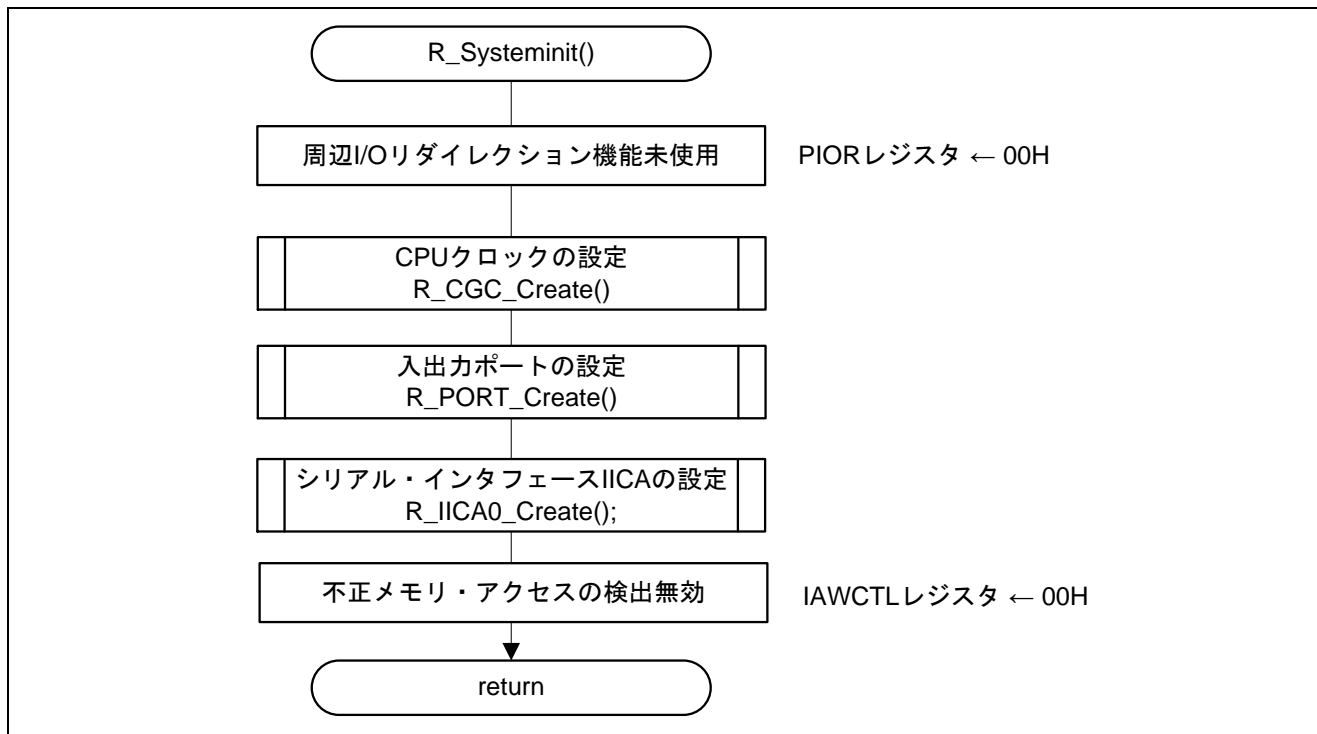 R_Systeminit()
周辺I/Oリダイレクション機能未使用
PIORレジスタ ← 00H
CPUクロックの設定
R_CGC_Create()
入出力ポートの設定
R_PORT_Create()
シリアル・インタフェースIICAの設定
R_IICA0_Create();
不正メモリ・アクセスの検出無効
IAWCTLレジスタ ← 00H
return